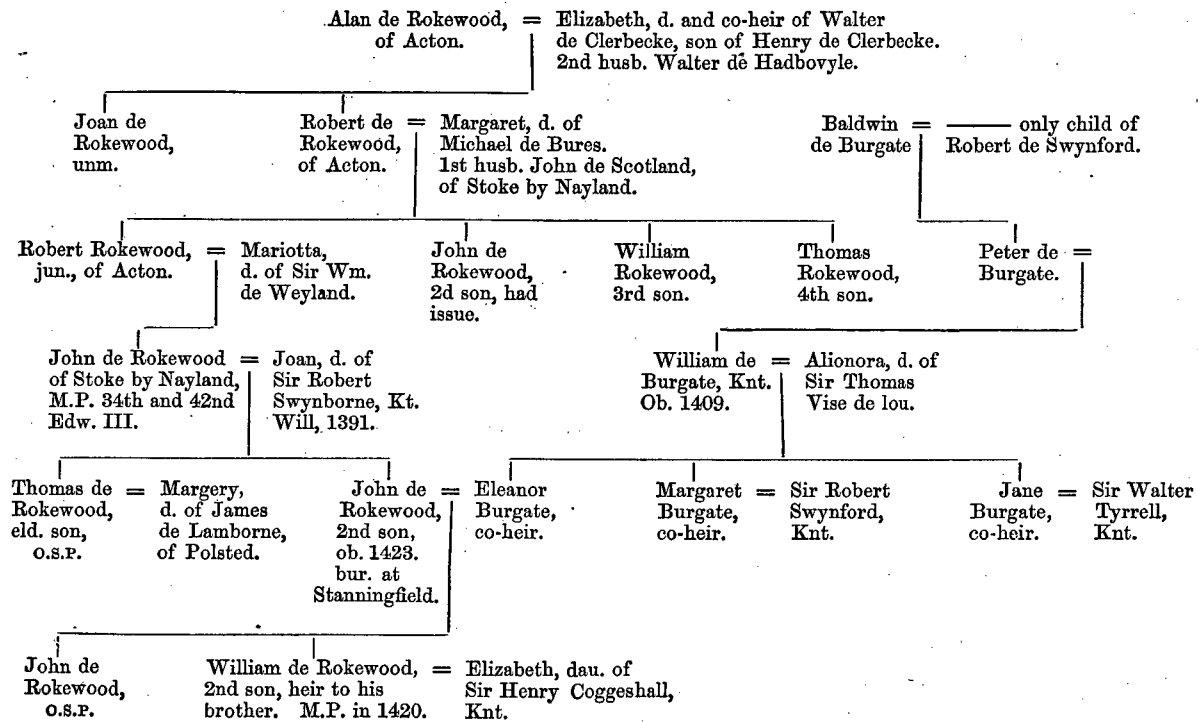 Alan de Rokewood, = Elizabeth, d. and co-heir of Walter
of Acton. de Clerbecke, son of Henry de Clerbecke.
2nd husb. Walter de Hadbovyle.
Joan de
Rokewood,
unm.
Robert de = Margaret, d. of
Rokewood, Michael de Bures.
of Acton. 1st husb. John de Scotland,
of Stoke by Nayland.
Baldwin = —— only child of
de Burgate Robert de Swynford.
Robert Rokewood, = Mariotta,
jun., of Acton. d. of Sir Wm.
de Weyland.
John de
Rokewood,
2d son, had
issue.
William
Rokewood,
3rd son.
Thomas
Rokewood,
4th son.
Peter de =
Burgate.
John de Rokewood = Joan, d. of
of Stoke by Nayland, Sir Robert
M.P. 34th and 42nd Swynborne, Kt.
Edw. III. Will, 1391.
William de = Alionora, d. of
Burgate, Knt. Sir Thomas
Ob. 1409. Vise de lou.
Thomas de = Margery,
Rokewood, d. of James
eld. son, de Lamborne,
O.S.P. of Polsted.
John de = Eleanor
Rokewood, Burgate,
2nd son, co-heir.
ob. 1423.
bur. at
Stanningfield.
Margaret = Sir Robert
Burgate, Swynford,
co-heir. Knt.
Jane = Sir Walter
Burgate, Tyrrell,
co-heir. Knt.
John de
Rokewood,
O.S.P.
William de Rokewood, = Elizabeth, dau. of
2nd son, heir to his Sir Henry Coggeshall,
brother. M.P. in 1420. Knt.